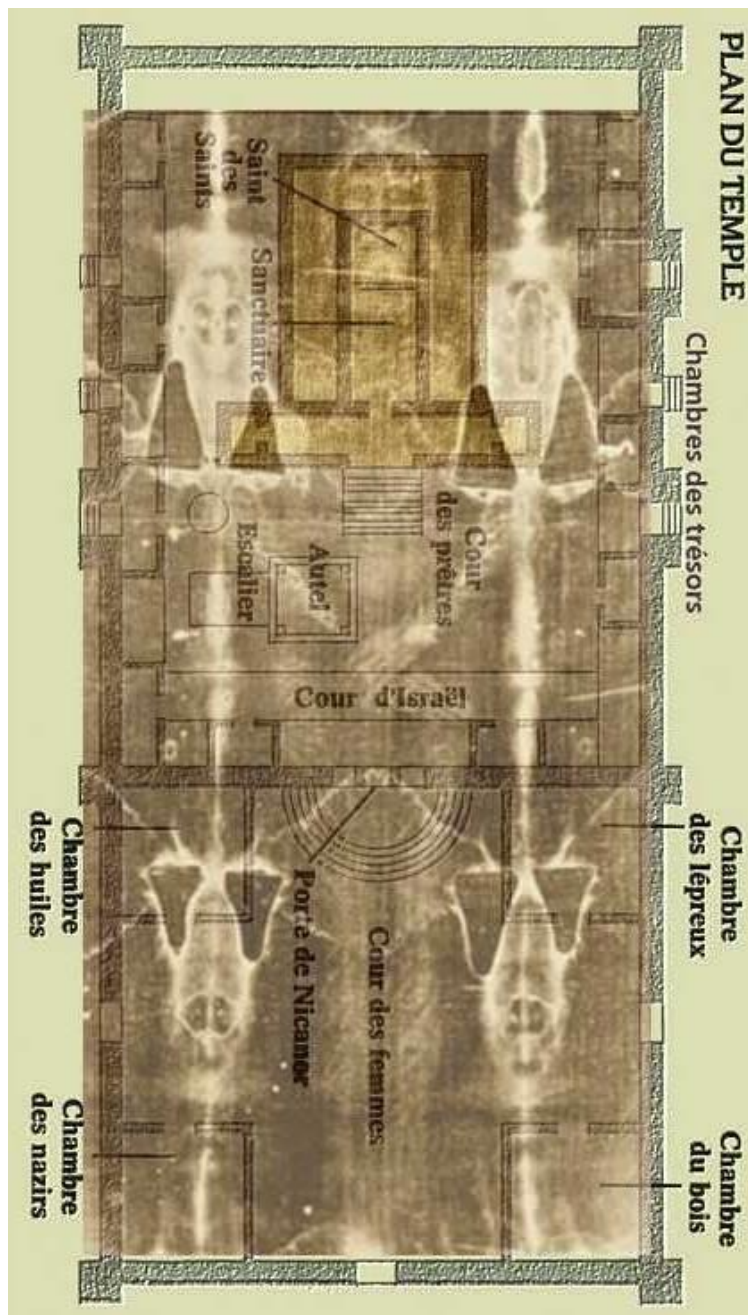 PLAN DU TEMPLE
Chambres des trésors
Saint
des
Saints
Sanctuaire
Cour
des prêtres
Autel
Escalier
Cour d'Israël
Chambre
des lépreux
Chambre
des huiles
Porte de Nicanor
Cour des femmes
Chambre
du bois
Chambre
des nazirs